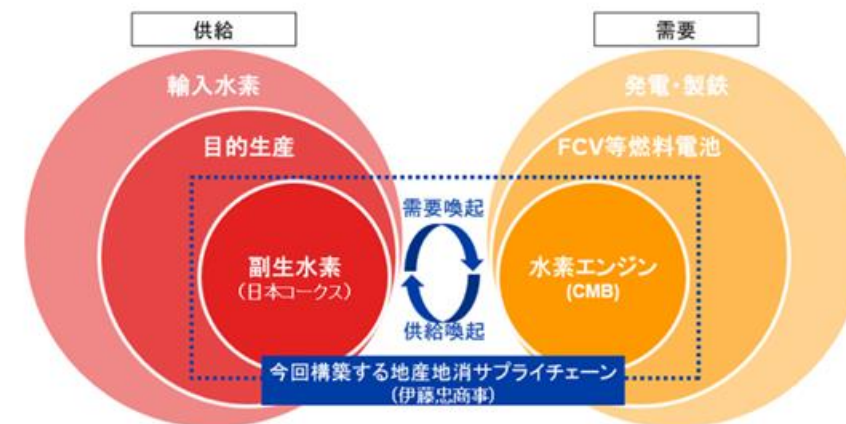 供給
需要
輸入水素
目的生産
副生水素
（日本コークス）
発電・製鉄
FCV等燃料電池
水素エンジン
(CMB)
需要喚起
供給喚起
今回構築する地産地消サプライチェーン
（伊藤忠商事）